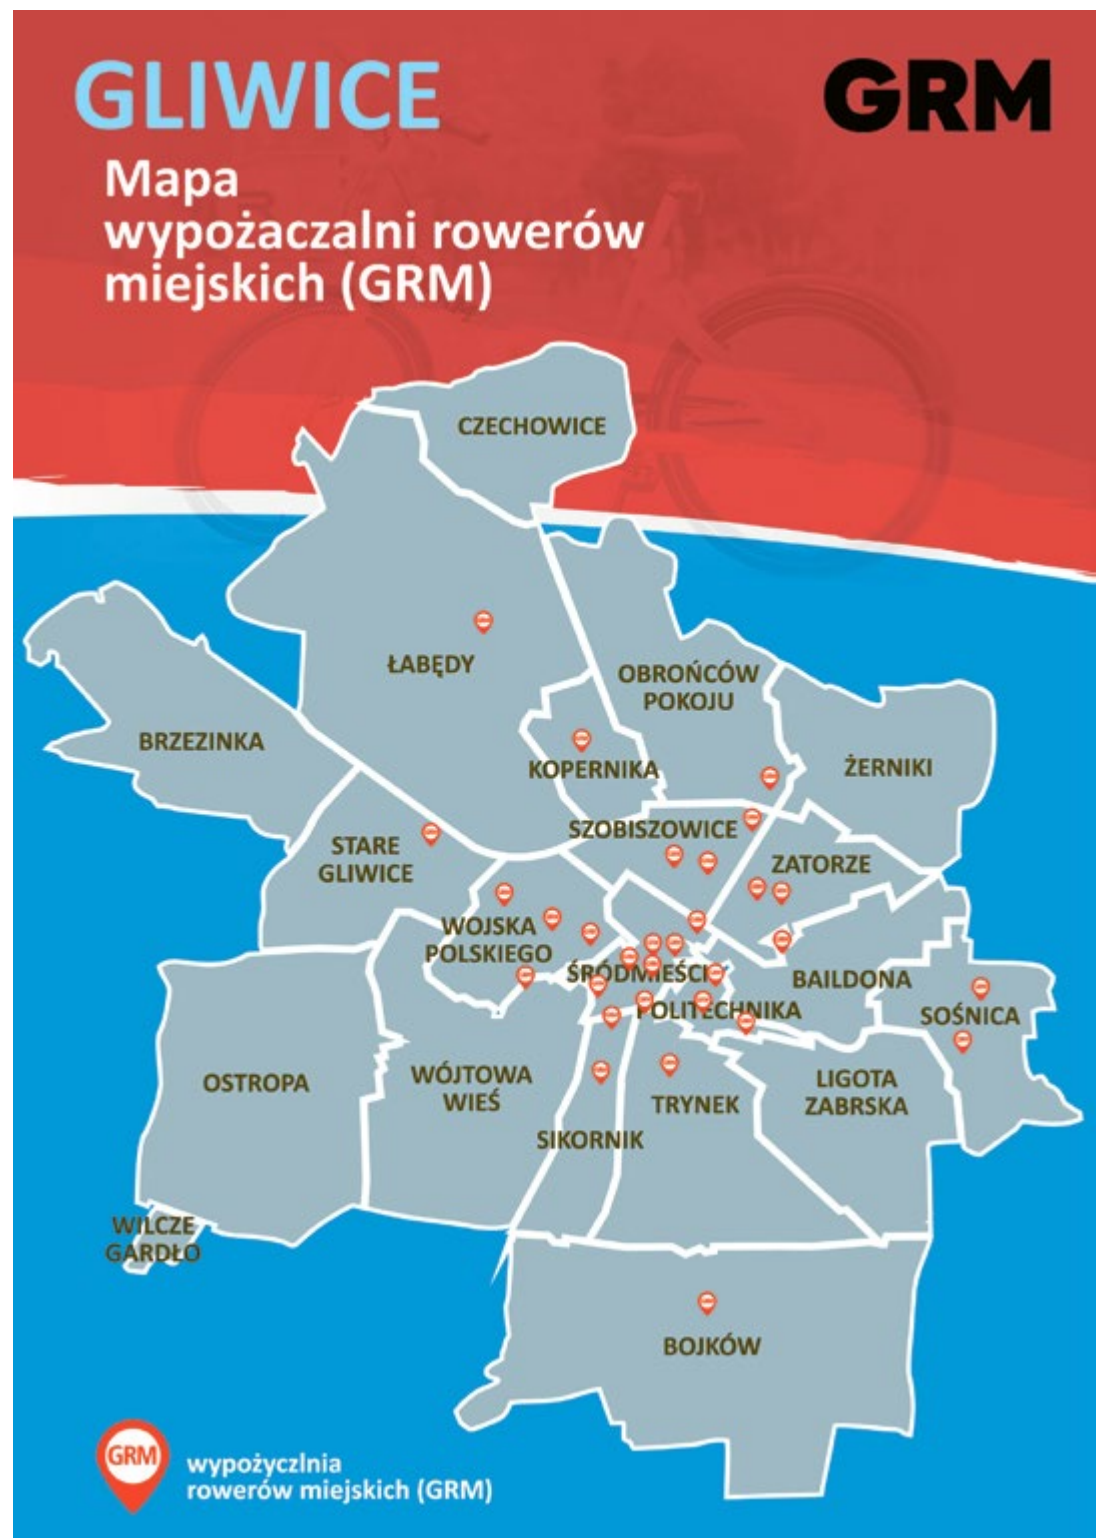 GLIWICE
GRM
Mapa
wypożaczalni rowerów
miejskich (GRM)
CZECHOWICE
ŁABĘDY
OBROŃCÓW
POKOJU
BRZEZINKA
KOPERNIKA
ŻERNIKI
STARE
GLIWICE
SZOBISZOWICE
ZATORZE
WOJSKA
POLSKIEGO
ŚRÓDMIEŚCI
BAILDONA
POLITECHNIKA
SOŚNICA
OSTROPA
WÓJTOWA
WIEŚ
SIKORNIK
TRYNEK
LIGOTA
ZABRSKA
WILCZE
GARDŁO
BOJKÓW
GRM
wypożyczlnia
rowerów miejskich (GRM)